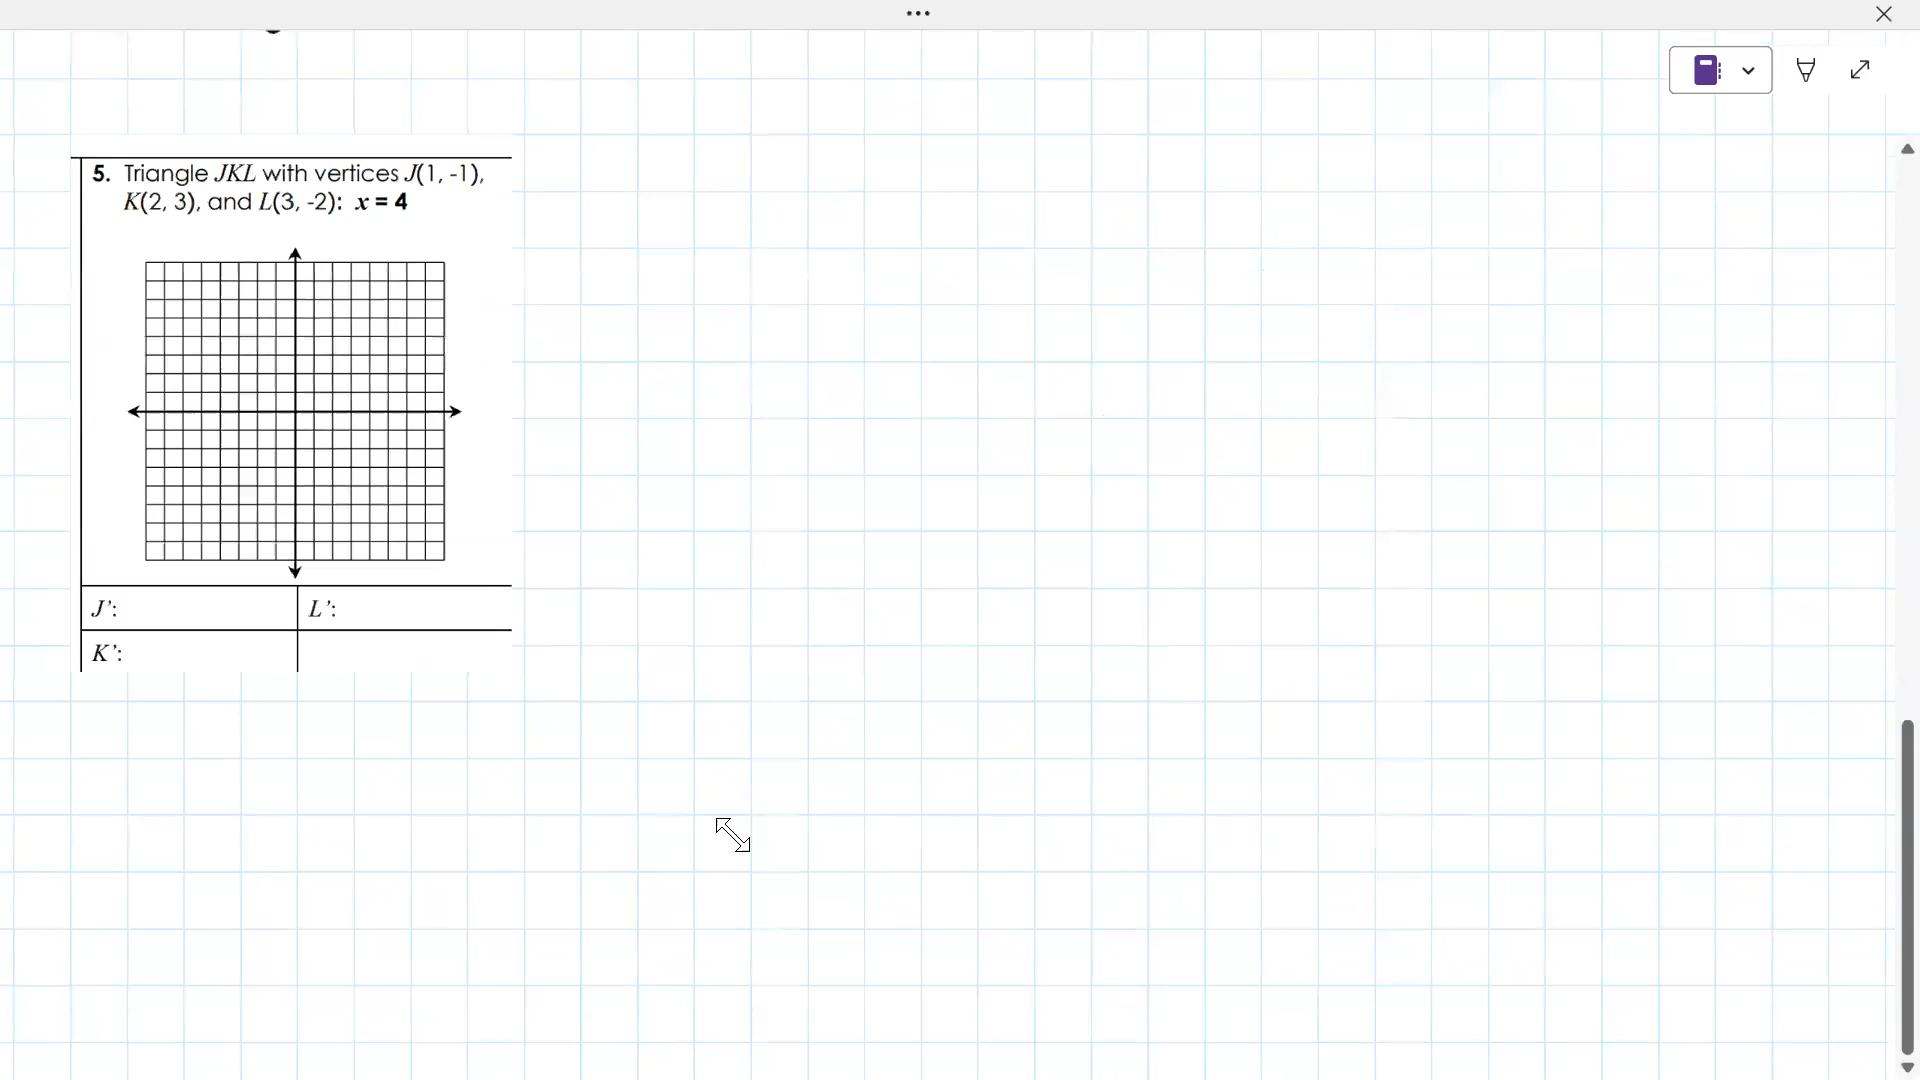 5. Triangle JKL with vertices J(1, -1),
K(2, 3), and L(3, -2): x = 4
J’:
L’:
K’: